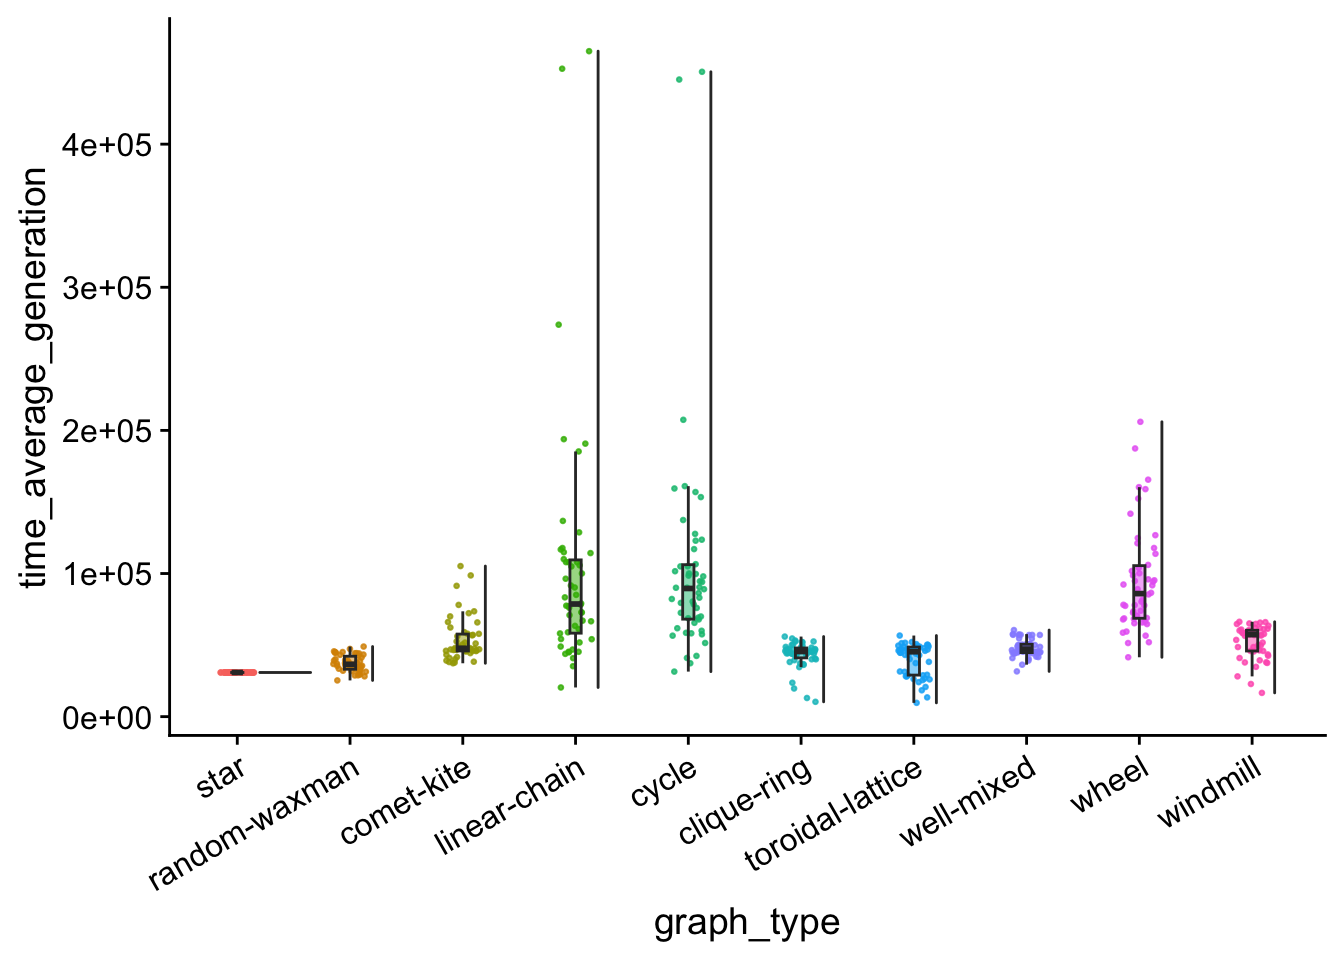 time_average_generation
4e+05
3e+05
2e+05
1e+05
0e+00
star
random-waxman
comet-kite
linear-chain
cycle
clique-ring
toroidal-lattice
well-mixed
wheel
windmill
graph_type